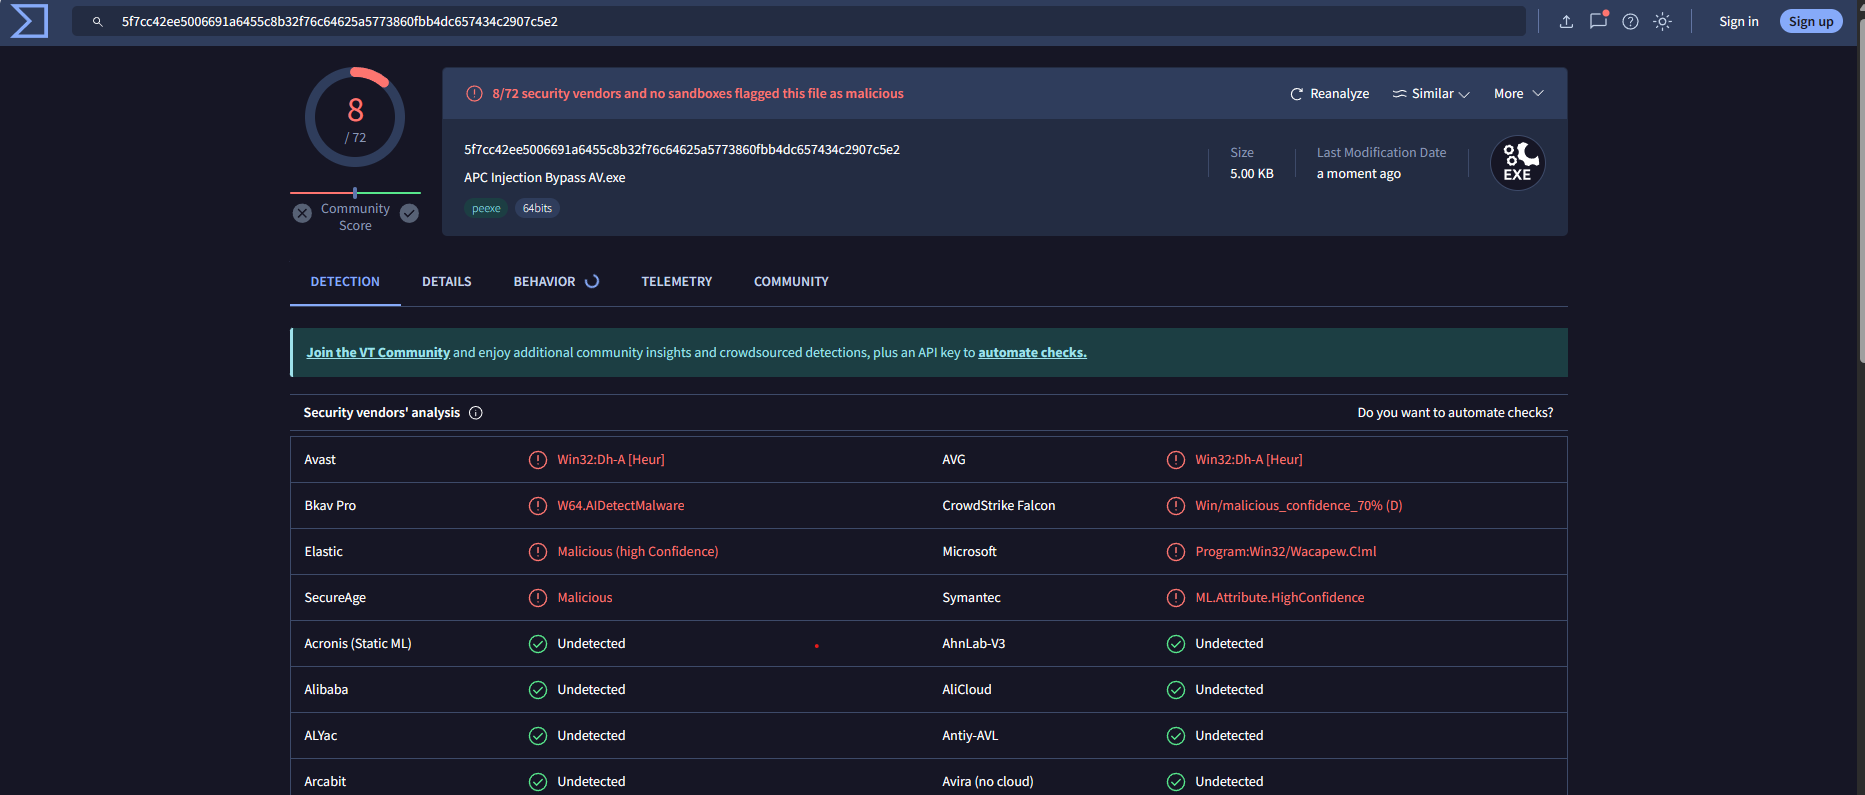 5f7cc42ee5006691a6455c8b32f76c64625a5773860fbb4dc657434c2907c5e2
Sign in
Sign up
8
/ 72
Community
Score
8/72 security vendors and no sandboxes flagged this file as malicious
Reanalyze
Similar
More
5f7cc42ee5006691a6455c8b32f76c64625a5773860fbb4dc657434c2907c5e2
APC Injection Bypass AV.exe
peexe
64bits
Size
5.00 KB
Last Modification Date
a moment ago
EXE
DETECTION
DETAILS
BEHAVIOR
TELEMETRY
COMMUNITY
Join the VT Community and enjoy additional community insights and crowdsourced detections, plus an API key to automate checks.
Security vendors' analysis
Do you want to automate checks?
Avast
Win32:Dh-A [Heur]
AVG
Win32:Dh-A [Heur]
Bkav Pro
W64.AIDetectMalware
CrowdStrike Falcon
Win/malicious_confidence_70% (D)
Elastic
Malicious (high Confidence)
Microsoft
Program:Win32/Wacapew.C!ml
SecureAge
Malicious
Symantec
ML.Attribute.HighConfidence
Acronis (Static ML)
Undetected
AhnLab-V3
Undetected
Alibaba
Undetected
AliCloud
Undetected
ALYac
Undetected
Antiy-AVL
Undetected
Arcabit
Undetected
Avira (no cloud)
Undetected